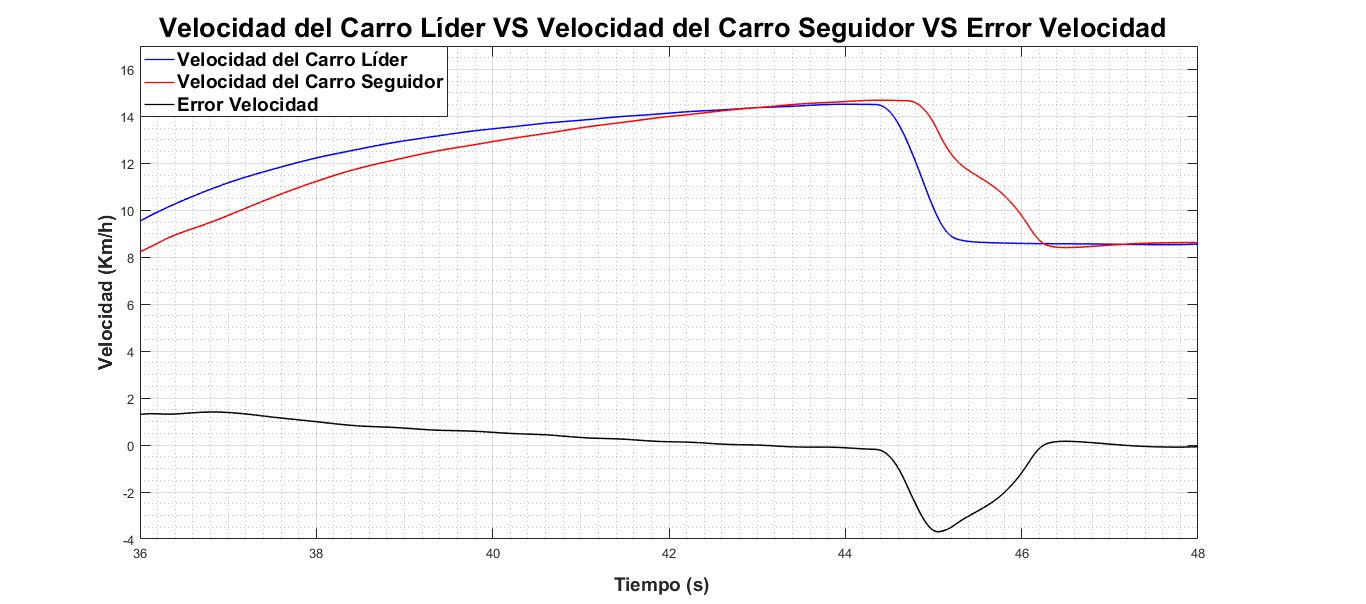 Velocidad del Carro Líder VS Velocidad del Carro Seguidor VS Error Velocidad
Velocidad del Carro Líder
Velocidad del Carro Seguidor
Error Velocidad
16
14
12
10
8
6
4
2
0
-2
-4
Velocidad (Km/h)
36 38 40 42 44 46 48
Tiempo (s)